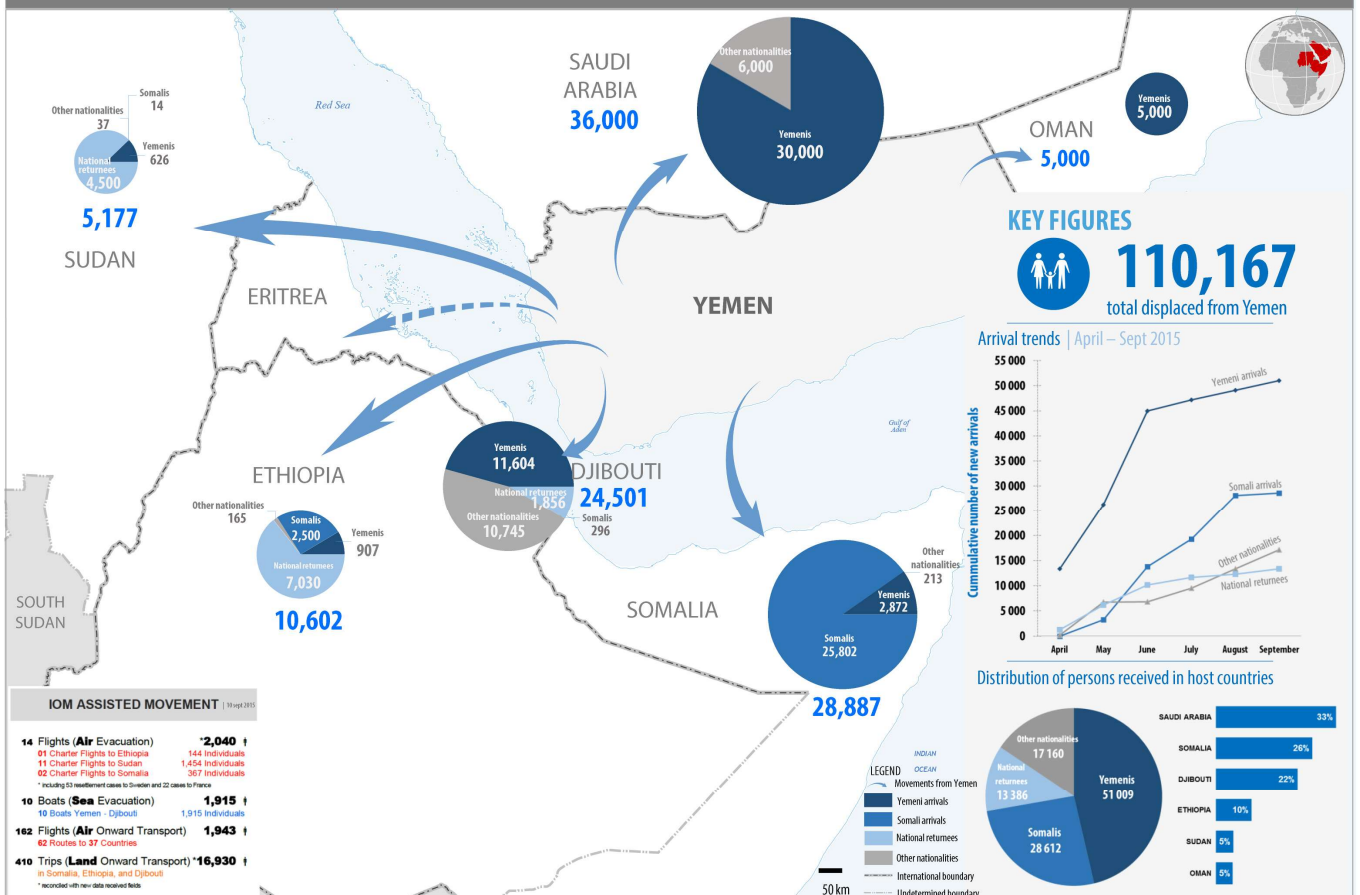 Red Sea
SAUDI
ARABIA
36,000
Other nationalities
6,000
Yemenis
30,000
OMAN
5,000
Yemenis
5,000
Somalis
14
Other nationalities
37
Yemenis
626
National
returnees
4,500
5,177
SUDAN
ERITREA
YEMEN
ETHIOPIA
Other nationalities
165
Somalis
2,500
Yemenis
907
National returnees
7,030
10,602
Yemenis
11,604
National returnees
1,856
Other nationalities
10,745
Somalis
296
DJIBOUTI
24,501
Gulf of
Aden
SOMALIA
Other
nationalities
213
Yemenis
2,872
Somalis
25,802
28,887
SOUTH
SUDAN
INDIAN
OCEAN
KEY FIGURES
110,167
total displaced from Yemen
Arrival trends | April – Sept 2015
Cummulative number of new arrivals
55 000
50 000
45 000
40 000
35 000
30 000
25 000
20 000
15 000
10 000
5 000
0
Yemeni arrivals
Somali arrivals
Other nationalities
National returnees
April May June July August September
Distribution of persons received in host countries
Other nationalities
17 160
National
returnees
13 386
Yemenis
51 009
Somalis
28 612
SAUDI ARABIA 33%
SOMALIA 26%
DJIBOUTI 22%
ETHIOPIA 10%
SUDAN 5%
OMAN 5%
LEGEND
Movements from Yemen
Yemeni arrivals
Somali arrivals
National returnees
Other nationalities
International boundary
Undetermined boundary
50 km
IOM ASSISTED MOVEMENT | 10 sept 2015
14 Flights (Air Evacuation) *2,040
01 Charter Flights to Ethiopia 144 Individuals
11 Charter Flights to Sudan 1,454 Individuals
02 Charter Flights to Somalia 367 Individuals
* including 53 resettlement cases to Sweden and 22 cases to France
10 Boats (Sea Evacuation) 1,915
10 Boats Yemen - Djibouti 1,915 Individuals
162 Flights (Air Onward Transport) 1,943
62 Routes to 37 Countries
410 Trips (Land Onward Transport) *16,930
in Somalia, Ethiopia, and Djibouti
* reconciled with new data received fields